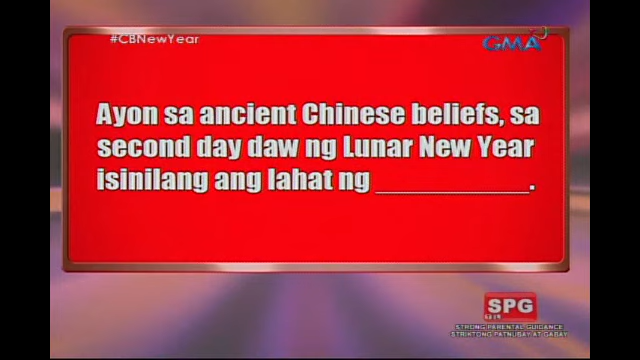 #CBNewYear
GMA
Ayon sa ancient Chinese beliefs, sa
second day daw ng Lunar New Year
isinilang ang lahat ng ___________.
SPG
STRONG PARENTAL GUIDANCE
STRIKTONG PATNUBAY AT GABAY